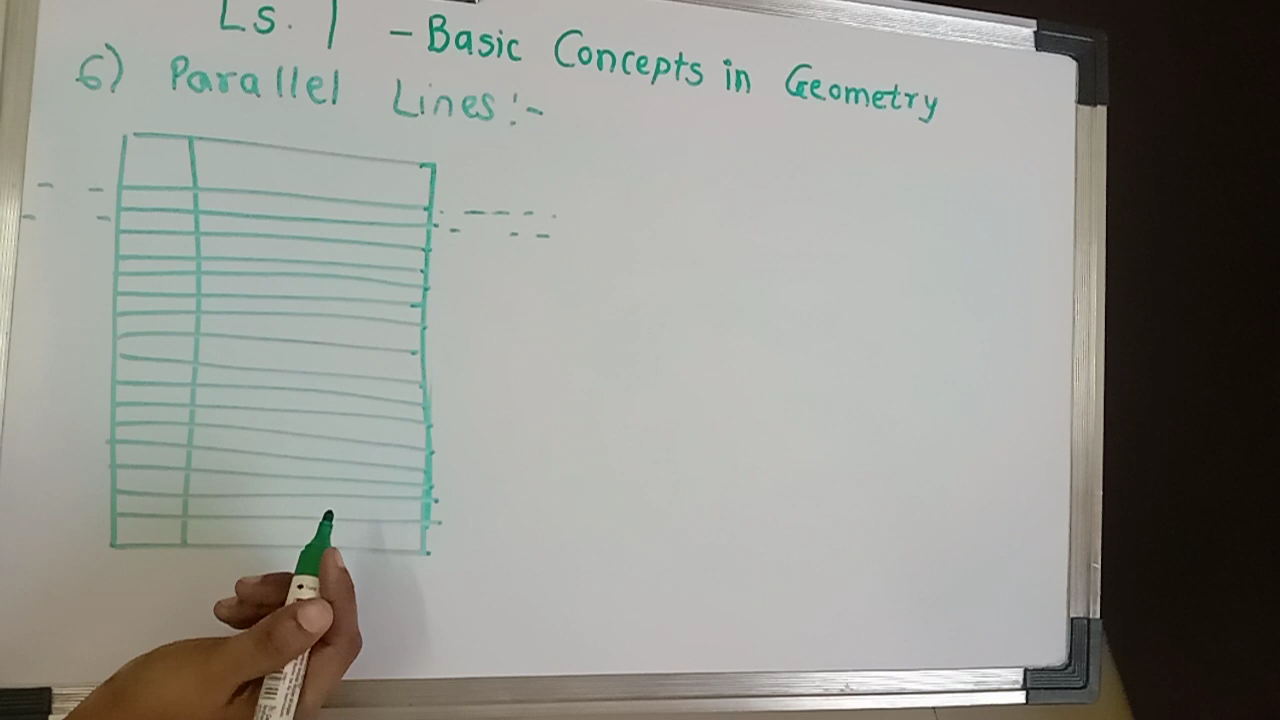 Ls. 1 - Basic Concepts in Geometry
6) Parallel Lines:-